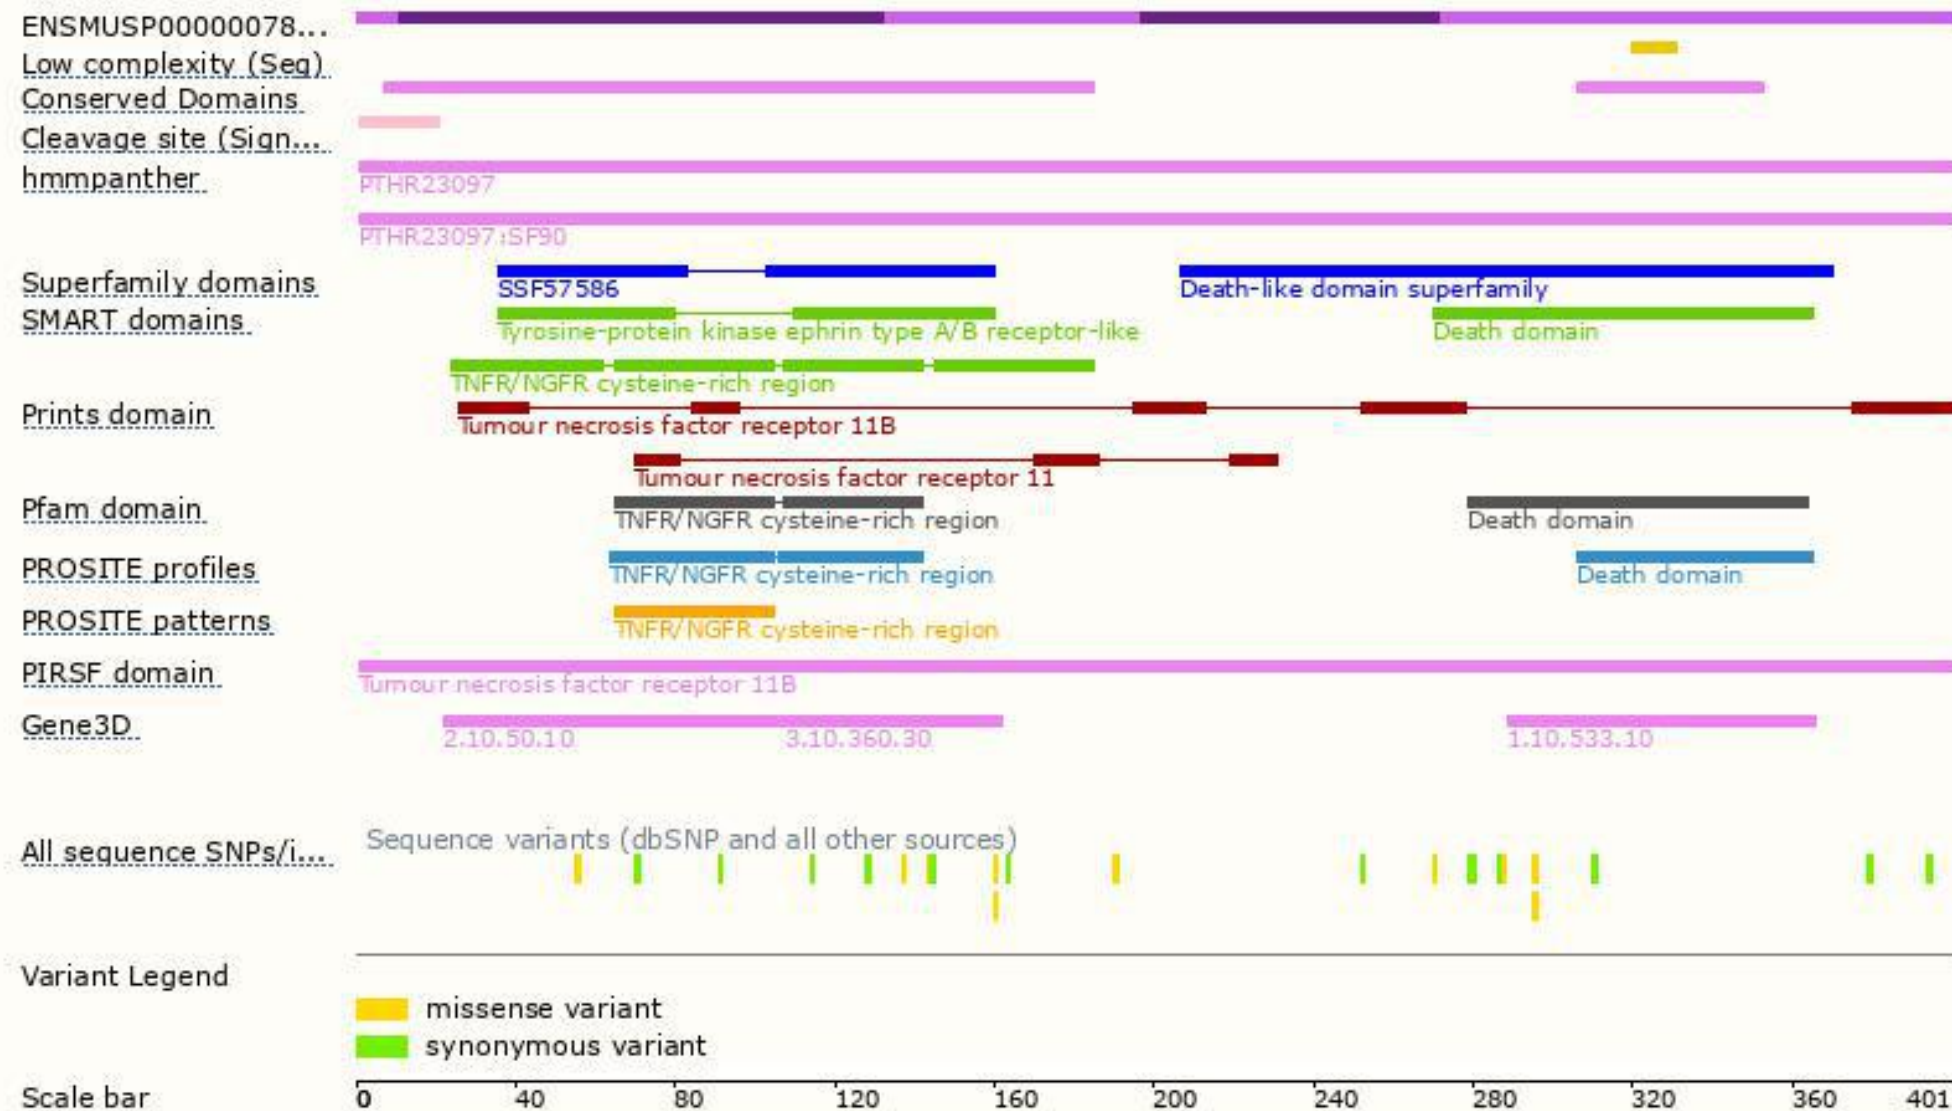 ENSMUSP00000078...
Low complexity (Seg)
Conserved Domains
Cleavage site (Sign...
hmmpanther
PTHR23097
PTHR23097:SF90
Superfamily domains
SSF57586
Death-like domain superfamily
SMART domains
Tyrosine-protein kinase ephrin type A/B receptor-like
Death domain
TNFR/NGFR cysteine-rich region
Prints domain
Tumour necrosis factor receptor 11B
Tumour necrosis factor receptor 11
Pfam domain
TNFR/NGFR cysteine-rich region
Death domain
PROSITE profiles
TNFR/NGFR cysteine-rich region
Death domain
PROSITE patterns
TNFR/NGFR cysteine-rich region
PIRSF domain
Tumour necrosis factor receptor 11B
Gene3D
2.10.50.10
3.10.360.30
1.10.533.10
Sequence variants (dbSNP and all other sources)
All sequence SNPs/i...
Variant Legend
missense variant
synonymous variant
Scale bar
0 40 80 120 160 200 240 280 320 360 401